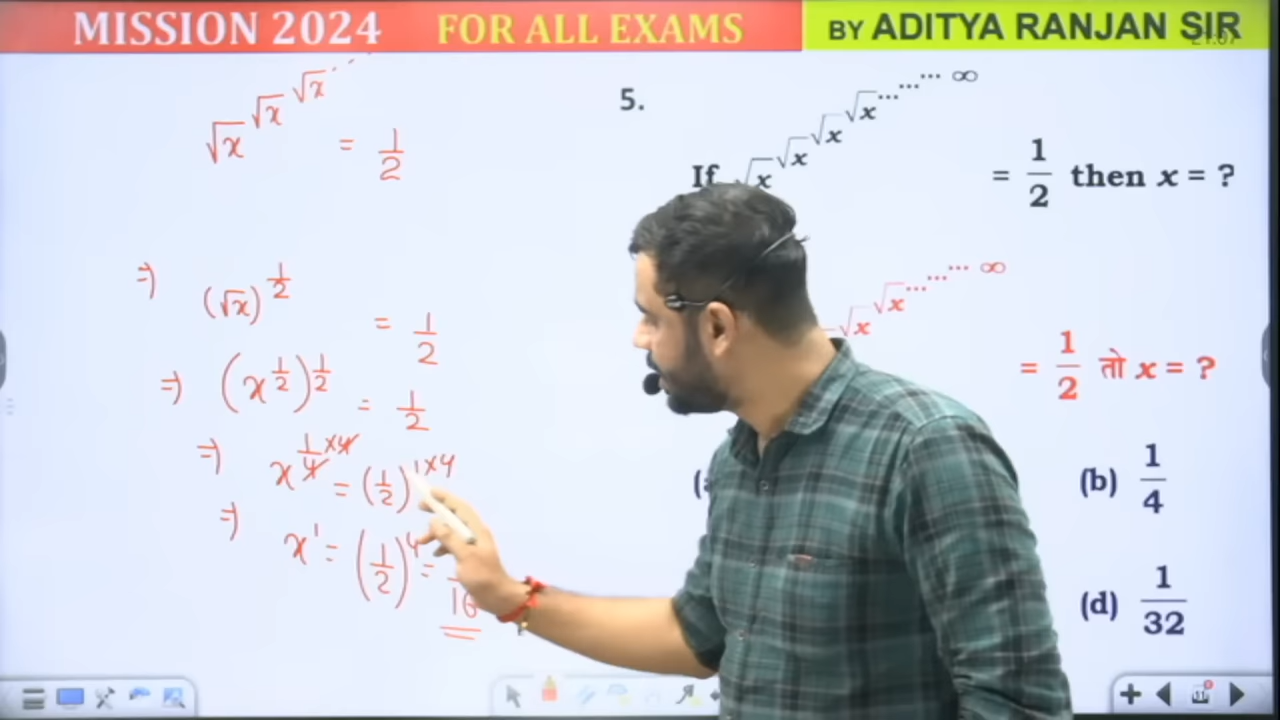 MISSION 2024 FOR ALL EXAMS BY ADITYA RANJAN SIR
√x^√x^√x^... = 1/2
⇒ (√x)^1/2 = 1/2
⇒ (x^1/2)^1/2 = 1/2
⇒ x^1/4×4 = (1/2)^1×4
⇒ x^1 = (1/2)^4 = 1/16
5.
If √x^√x^√x^√x^......... ∞ = 1/2 then x = ?
√x^√x^......... ∞ = 1/2 तो x = ?
(b) 1/4
(d) 1/32